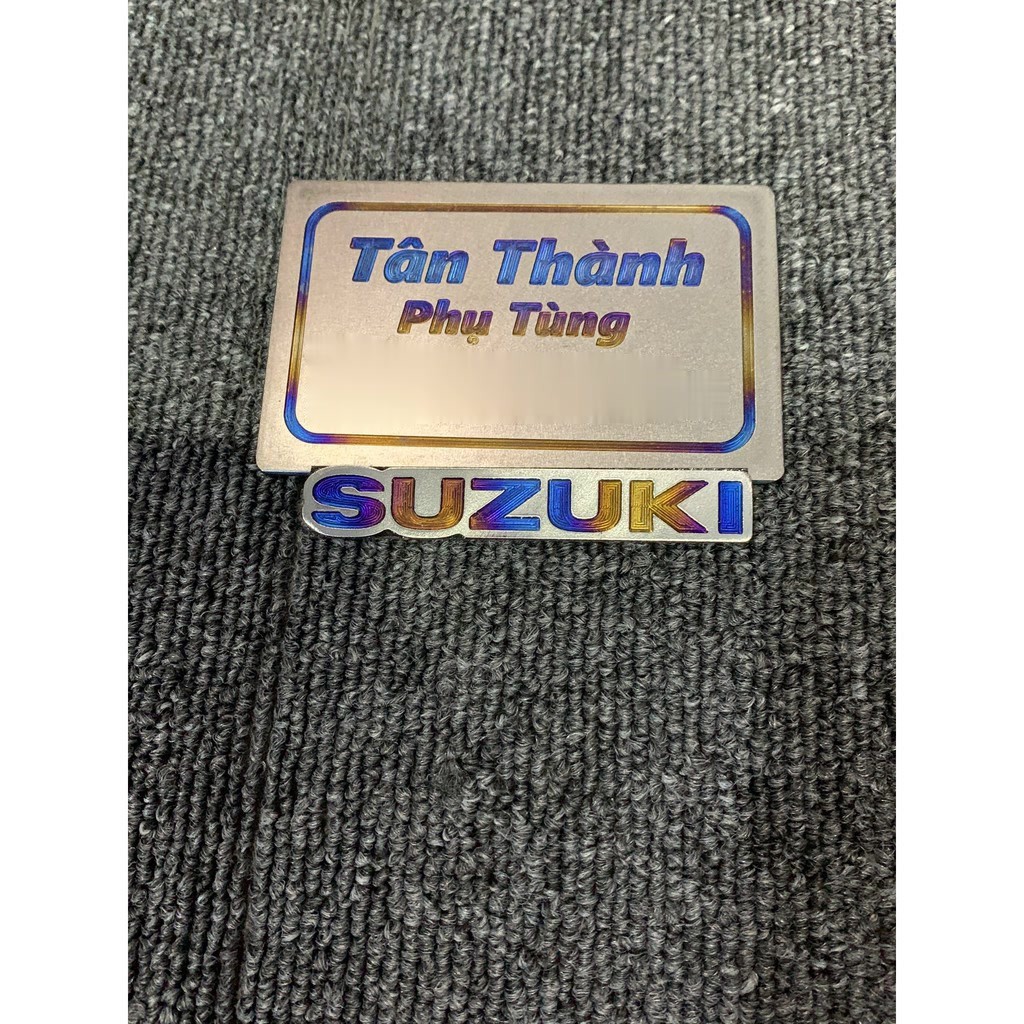 Tân Thành
Phụ Tùng
SUZUKI